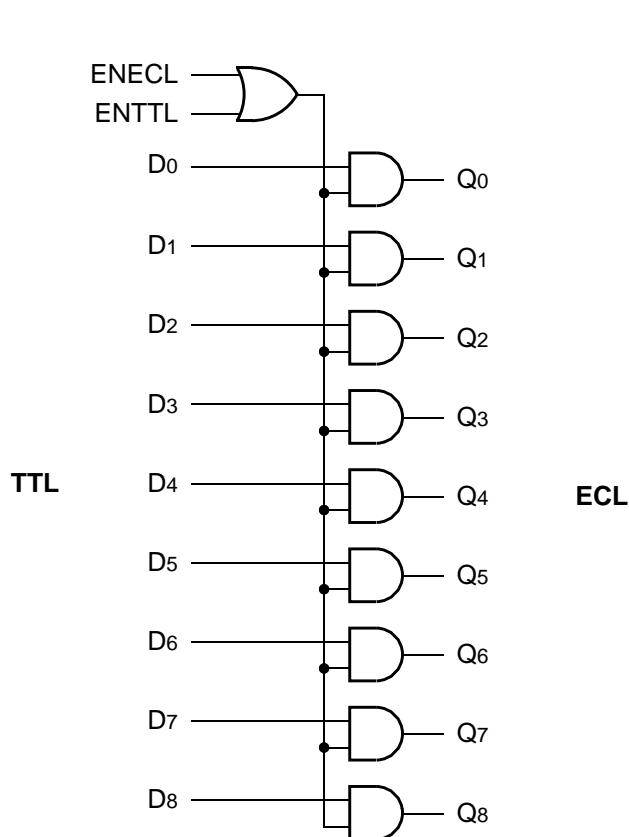 ENECL
ENTTL
D0 Q0
D1 Q1
D2 Q2
D3 Q3
TTL D4 Q4 ECL
D5 Q5
D6 Q6
D7 Q7
D8 Q8